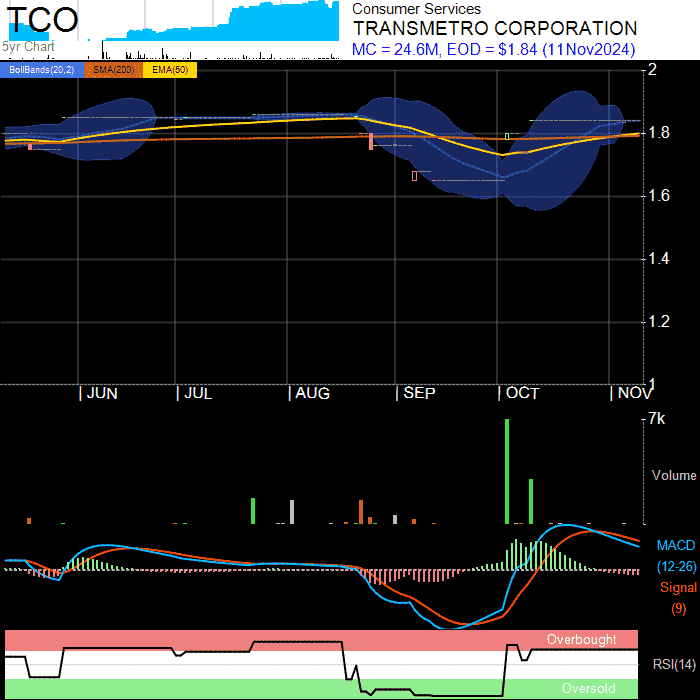 TCO
5yr Chart
Consumer Services
TRANSMETRO CORPORATION
MC = 24.6M, EOD = $1.84 (11Nov2024)
BollBands(20,2) SMA(200) EMA(50)
2
1.8
1.6
1.4
1.2
1
JUN JUL AUG SEP OCT NOV
7k
Volume
MACD
(12-26)
Signal
(9)
Overbought
RSI(14)
Oversold